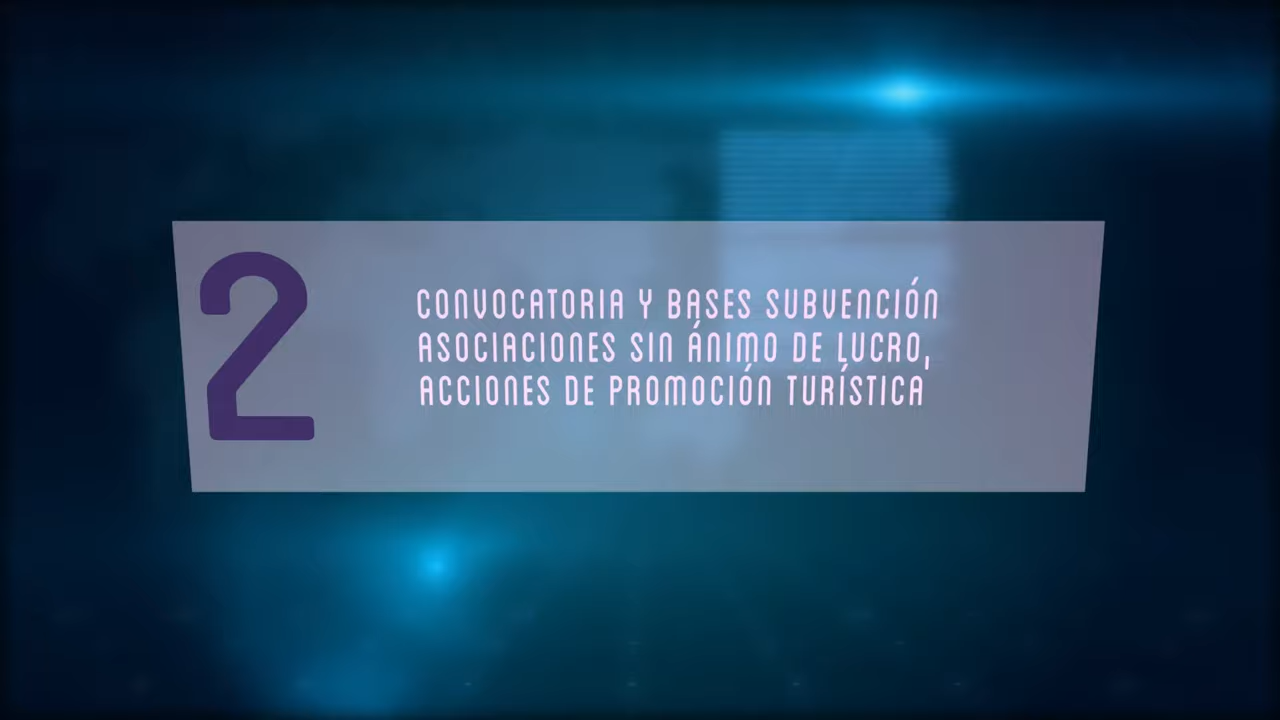 2
CONVOCATORIA Y BASES SUBVENCIÓN
ASOCIACIONES SIN ÁNIMO DE LUCRO,
ACCIONES DE PROMOCIÓN TURÍSTICA